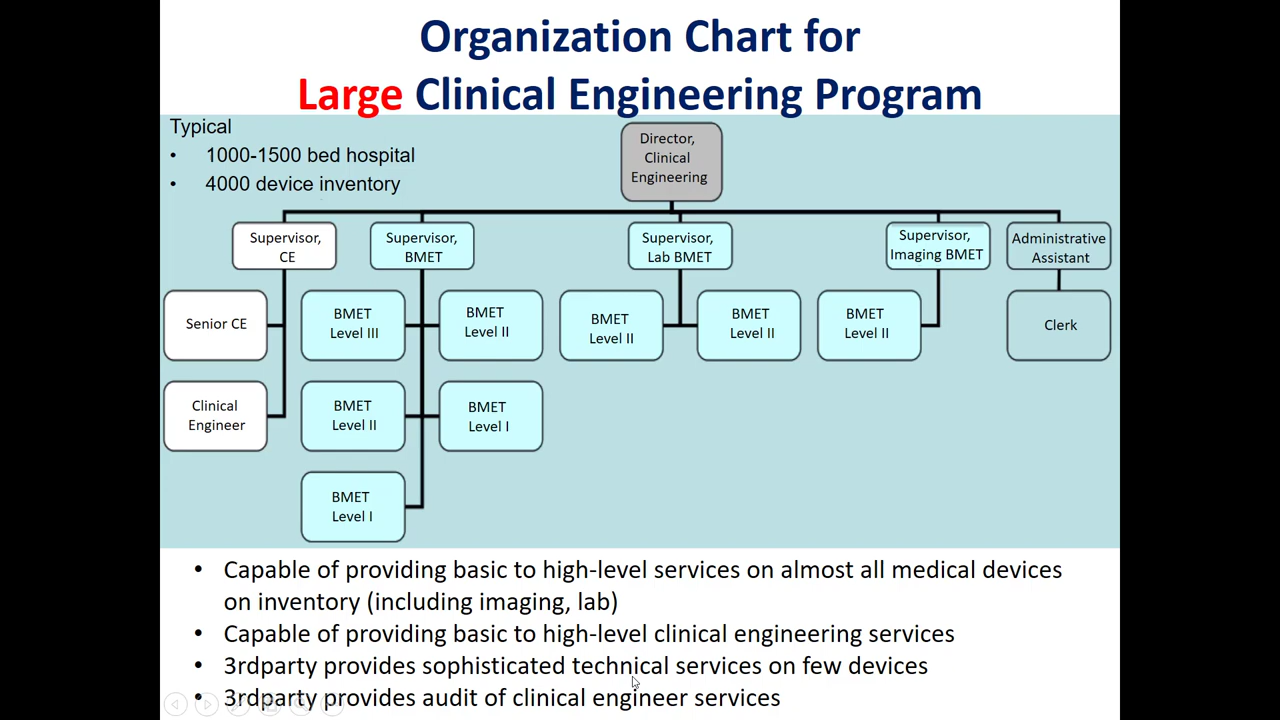 Organization Chart for
Large Clinical Engineering Program
Typical
• 1000-1500 bed hospital
• 4000 device inventory
Director,
Clinical
Engineering
Supervisor,
CE
Supervisor,
BMET
Supervisor,
Lab BMET
Supervisor,
Imaging BMET
Administrative
Assistant
Senior CE
BMET
Level III
BMET
Level II
BMET
Level II
BMET
Level II
BMET
Level II
Clerk
Clinical
Engineer
BMET
Level II
BMET
Level I
BMET
Level I
• Capable of providing basic to high-level services on almost all medical devices
on inventory (including imaging, lab)
• Capable of providing basic to high-level clinical engineering services
• 3rdparty provides sophisticated technical services on few devices
• 3rdparty provides audit of clinical engineer services